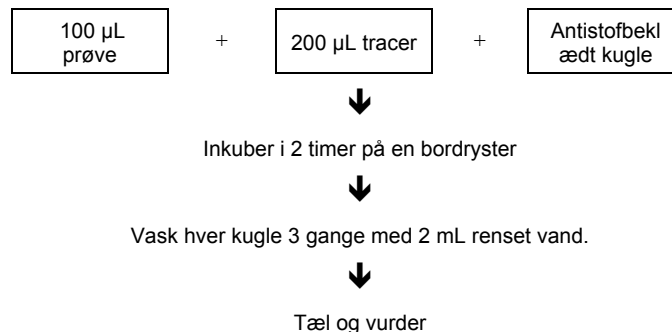 100 µL
prøve
+
200 µL tracer
+
Antistofbekl
ædt kugle
Inkuber i 2 timer på en bordryster
Vask hver kugle 3 gange med 2 mL renset vand.
Tæl og vurder